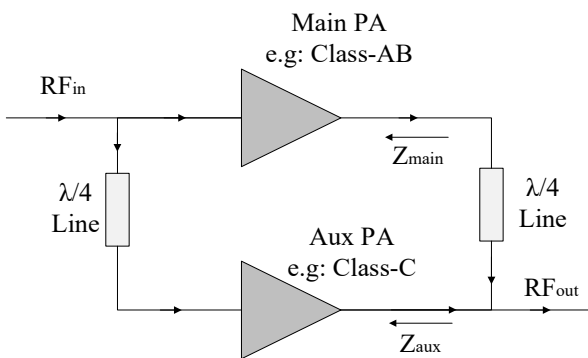 Main PA
e.g: Class-AB
RFin
Zmain
λ/4
Line
λ/4
Line
Aux PA
e.g: Class-C
RFout
Zaux